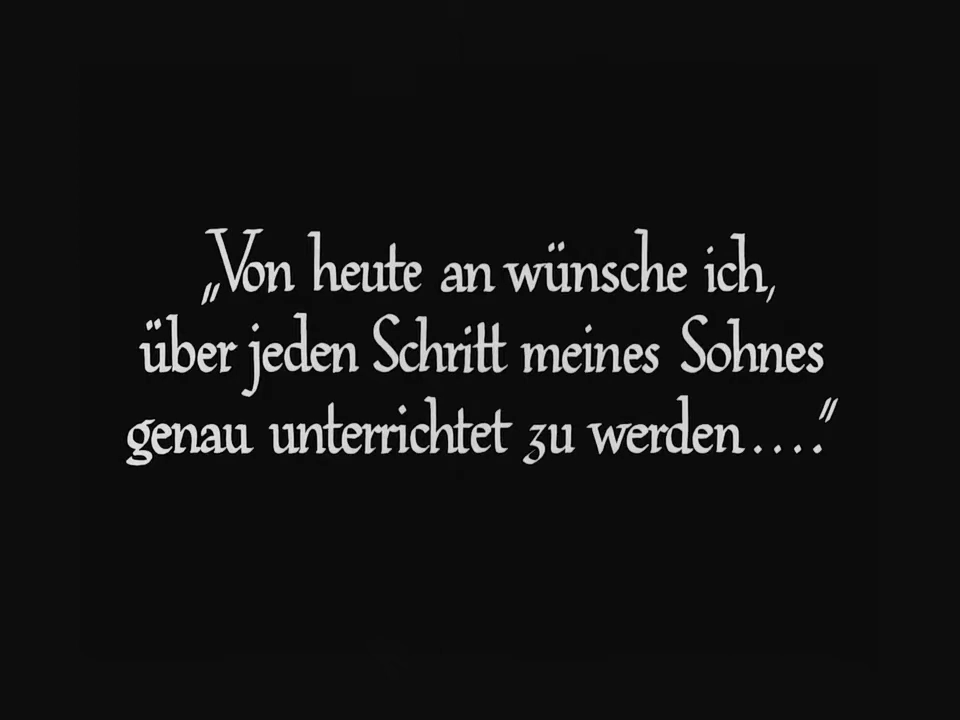 „Von heute an wünsche ich,
über jeden Schritt meines Sohnes
genau unterrichtet zu werden....“